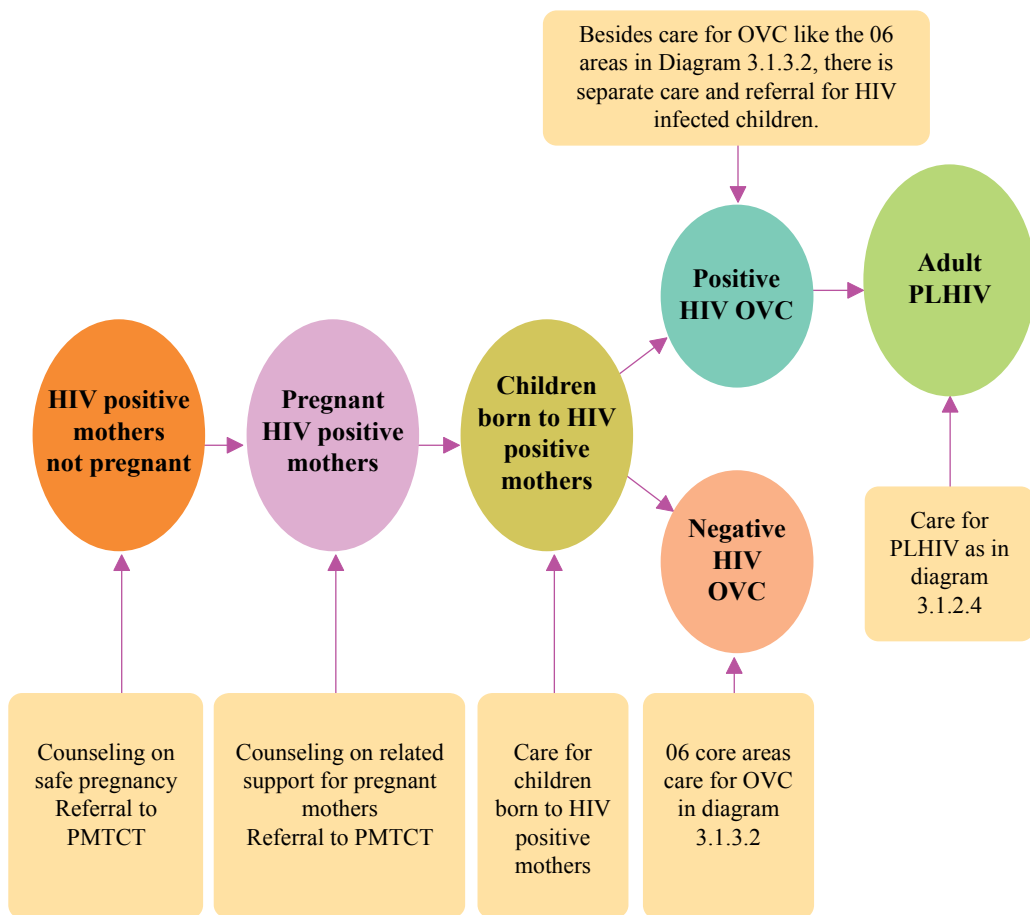 Besides care for OVC like the 06
areas in Diagram 3.1.3.2, there is
separate care and referral for HIV
infected children.
Positive
HIV OVC
Adult
PLHIV
HIV positive
mothers
not pregnant
Pregnant
HIV positive
mothers
Children
born to HIV
positive
mothers
Negative
HIV
OVC
Care for
PLHIV as in
diagram
3.1.2.4
Counseling on
safe pregnancy
Referral to
PMTCT
Counseling on related
support for pregnant
mothers
Referral to PMTCT
Care for
children
born to HIV
positive
mothers
06 core areas
care for OVC
in diagram
3.1.3.2